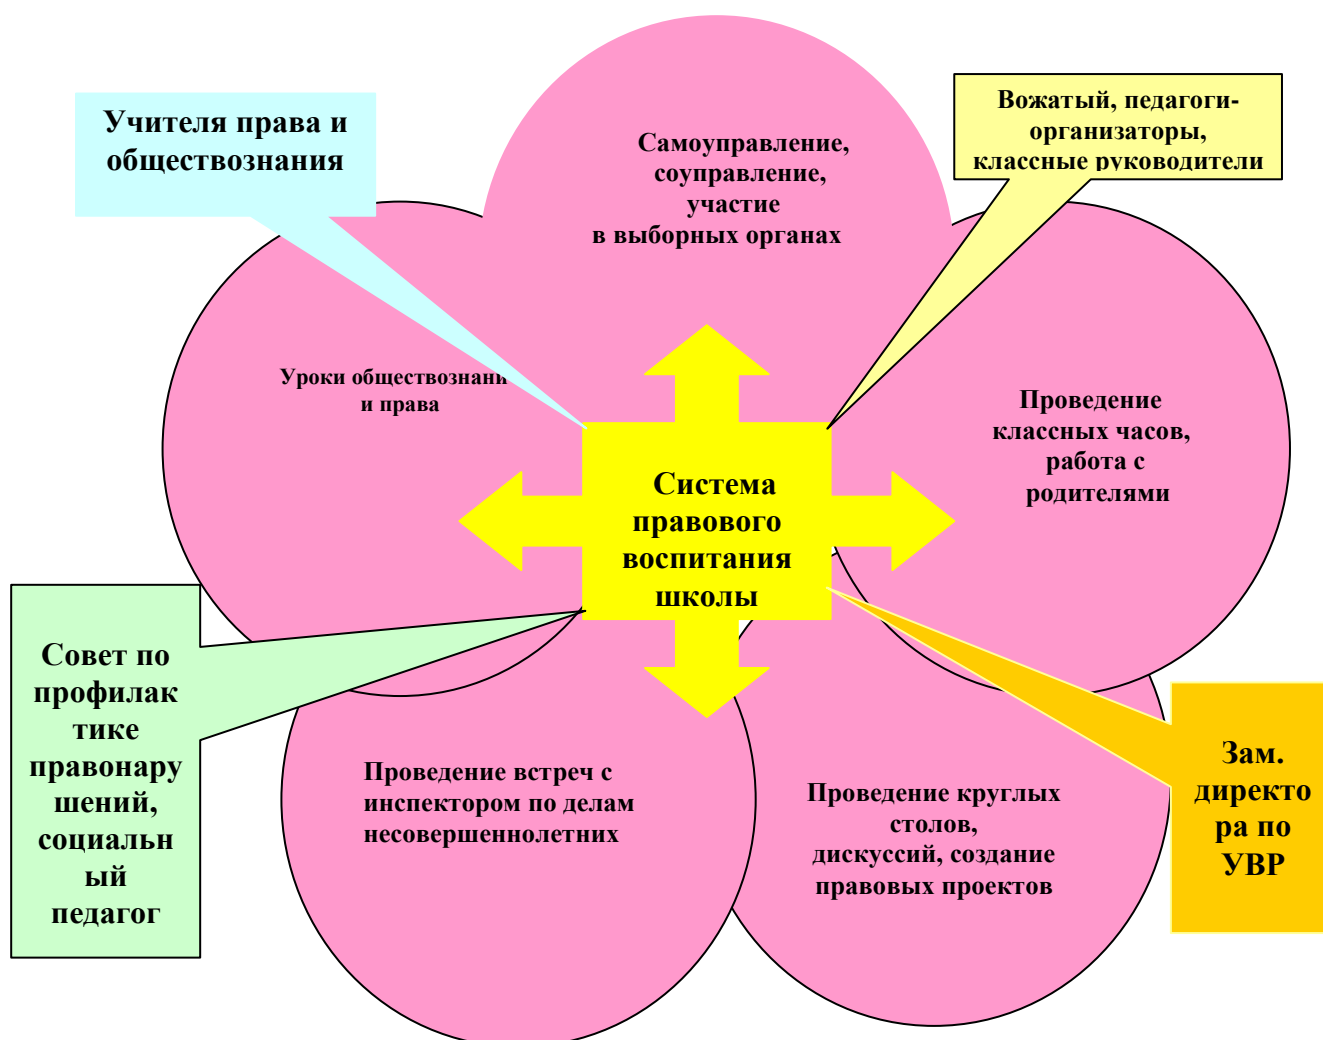 Учителя права и
обществознания
Самоуправление,
соуправление,
участие
в выборных органах
Вожатый, педагоги-
организаторы,
классные руководители
Уроки обществознани
и права
Проведение
классных часов,
работа с
родителями
Система
правового
воспитания
школы
Совет по
профилак
тике
правонару
шений,
социальн
ый
педагог
Проведение встреч с
инспектором по делам
несовершеннолетних
Проведение круглых
столов,
дискуссий, создание
правовых проектов
Зам.
директо
ра по
УВР